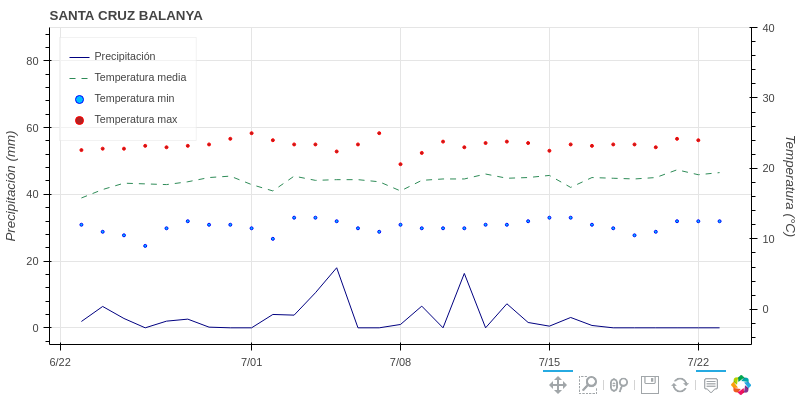 SANTA CRUZ BALANYA
Precipitación
Temperatura media
Temperatura min
Temperatura max
Precipitación (mm)
80
60
40
20
0
Temperatura (°C)
40
30
20
10
0
6/22
7/01
7/08
7/15
7/22